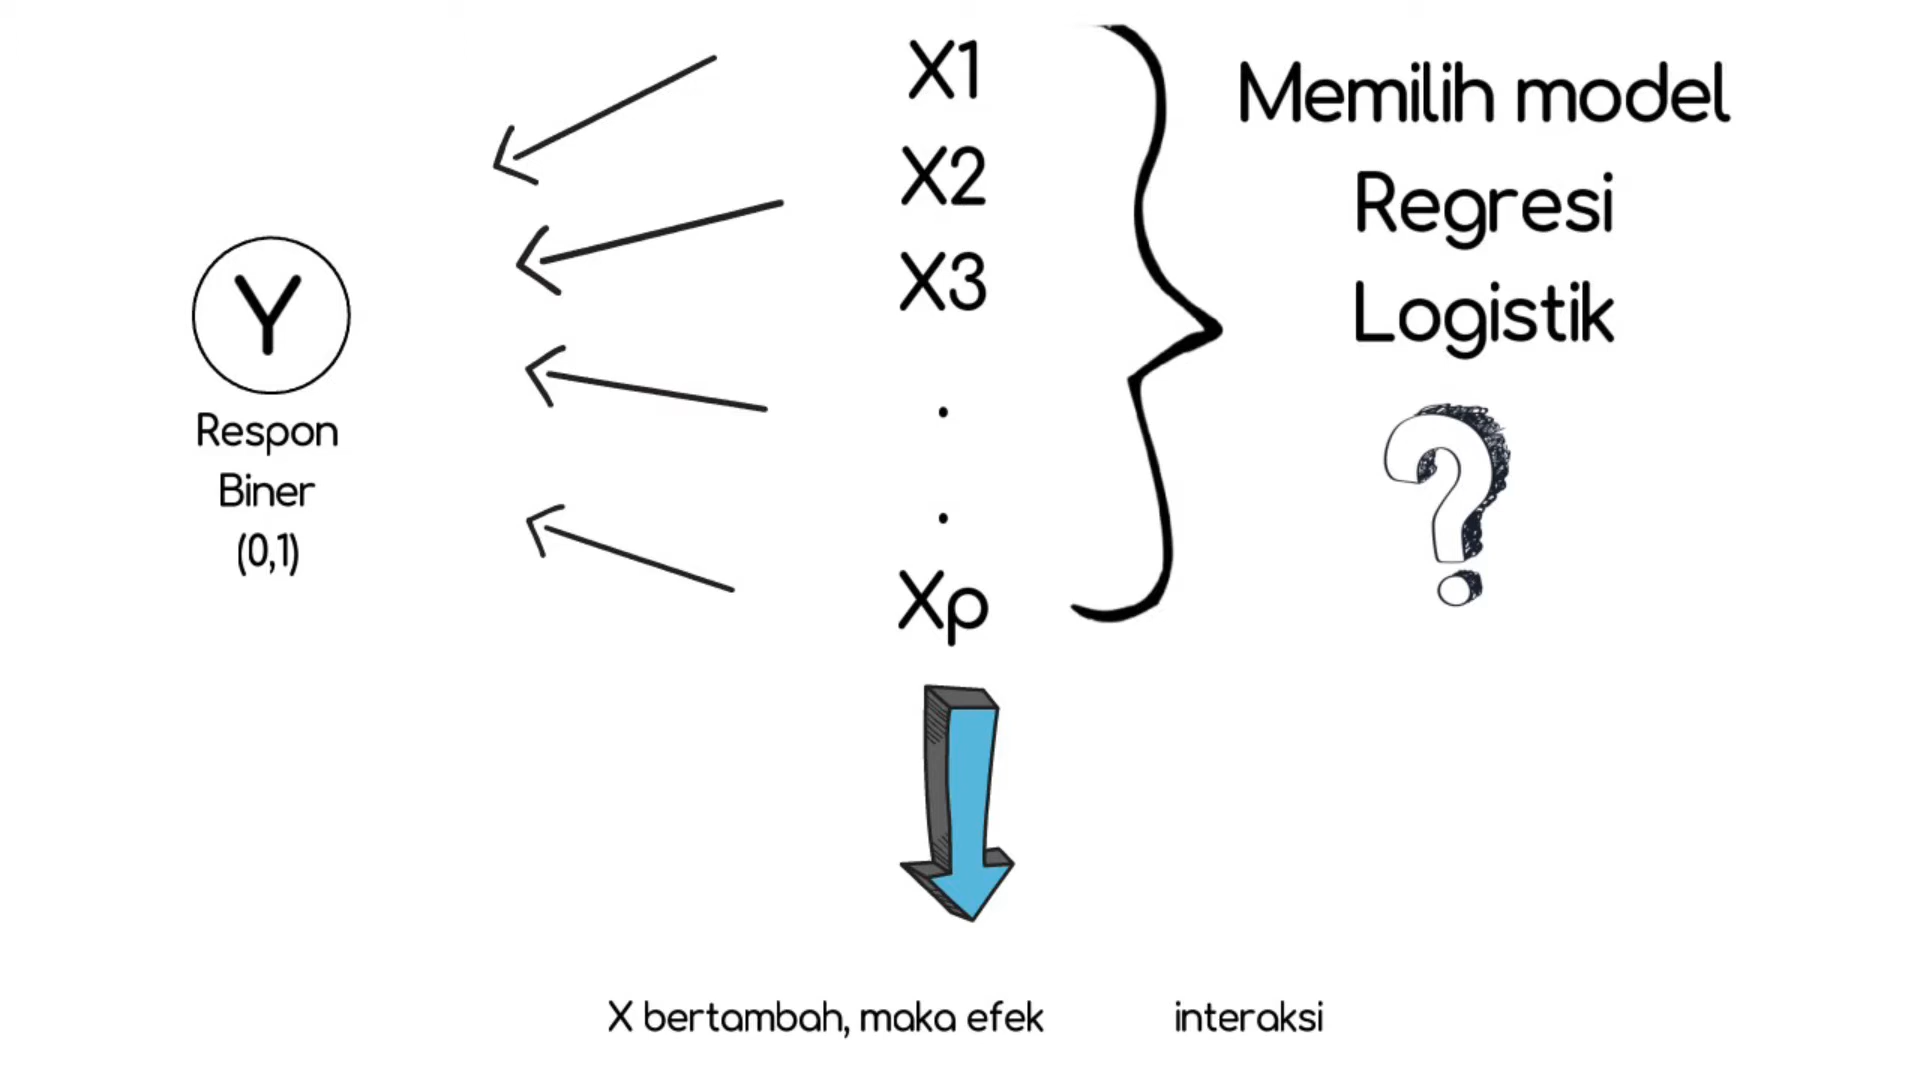 Y
Respon
Biner
(0,1)
X1
X2
X3
.
.
Xp
Memilih model
Regresi
Logistik
?
X bertambah, maka efek interaksi